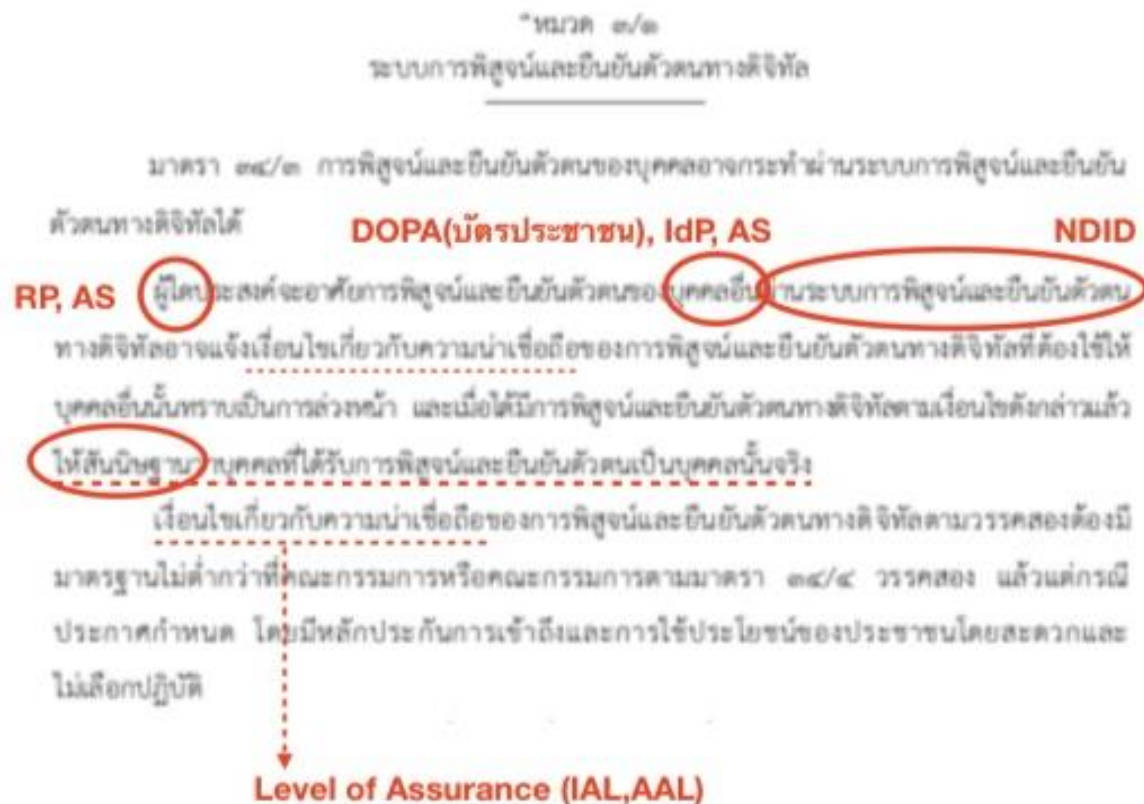 "หมวด ๓/๑
ระบบการพิสูจน์และยืนยันตัวตนทางดิจิทัล
มาตรา ๓๔/๓ การพิสูจน์และยืนยันตัวตนของบุคคลอาจกระทำผ่านระบบการพิสูจน์และยืนยัน
ตัวตนทางดิจิทัลได้
DOPA(บัตรประชาชน), IdP, AS
NDID
RP, AS
ผู้ใดประสงค์จะอาศัยการพิสูจน์และยืนยันตัวตนของบุคคลอื่นผ่านระบบการพิสูจน์และยืนยันตัวตน
ทางดิจิทัลอาจแจ้งเงื่อนไขเกี่ยวกับความน่าเชื่อถือของการพิสูจน์และยืนยันตัวตนทางดิจิทัลที่ต้องใช้ให้
บุคคลอื่นนั้นทราบเป็นการล่วงหน้า และเมื่อได้มีการพิสูจน์และยืนยันตัวตนทางดิจิทัลตามเงื่อนไขดังกล่าวแล้ว
ให้สันนิษฐานว่าบุคคลที่ได้รับการพิสูจน์และยืนยันตัวตนเป็นบุคคลนั้นจริง
เงื่อนไขเกี่ยวกับความน่าเชื่อถือของการพิสูจน์และยืนยันตัวตนทางดิจิทัลตามวรรคสองต้องมี
มาตรฐานไม่ต่ำกว่าที่คณะกรรมการหรือคณะกรรมการตามมาตรา ๓๔/๔ วรรคสอง แล้วแต่กรณี
ประกาศกำหนด โดยมีหลักประกันการเข้าถึงและการใช้ประโยชน์ของประชาชนโดยสะดวกและ
ไม่เลือกปฏิบัติ
Level of Assurance (IAL,AAL)